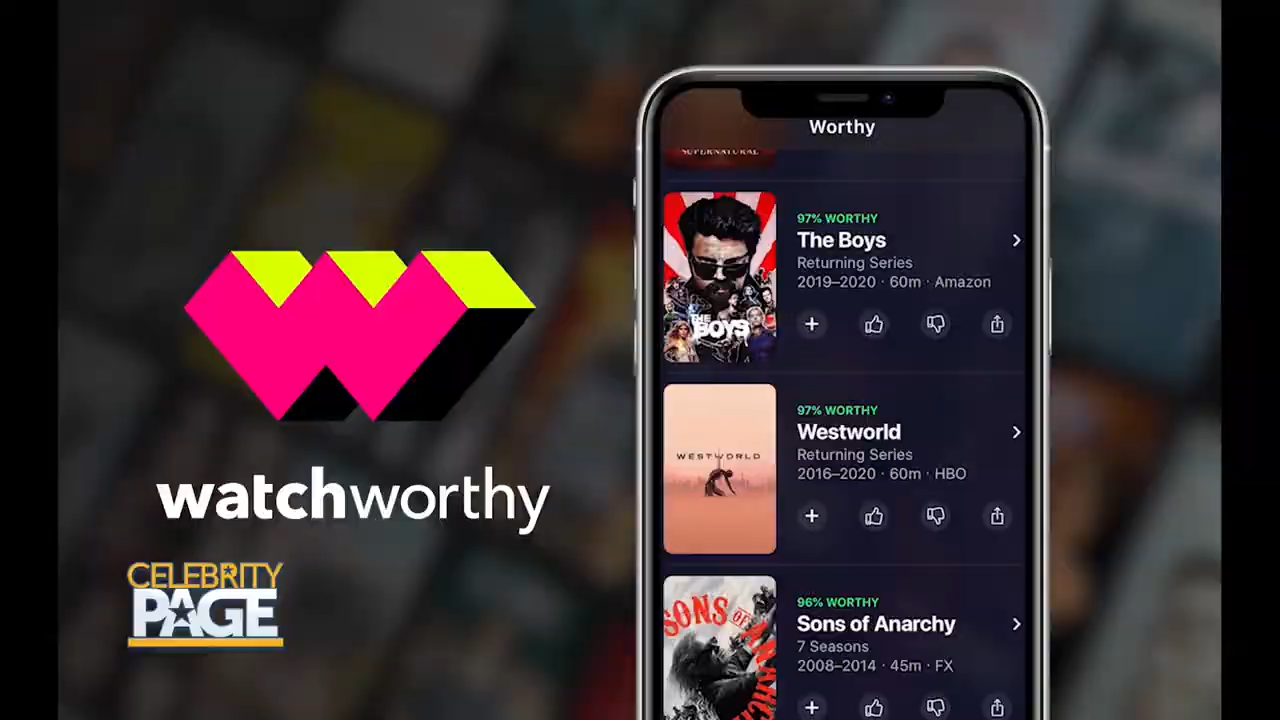 Worthy
SUPERNATURAL
97% WORTHY
The Boys
Returning Series
2019–2020 · 60m · Amazon
THE
BOYS
97% WORTHY
Westworld
Returning Series
2016–2020 · 60m · HBO
WESTWORLD
96% WORTHY
Sons of Anarchy
7 Seasons
2008–2014 · 45m · FX
SONS OF
ANARCHY
watchworthy
CELEBRITY
PAGE